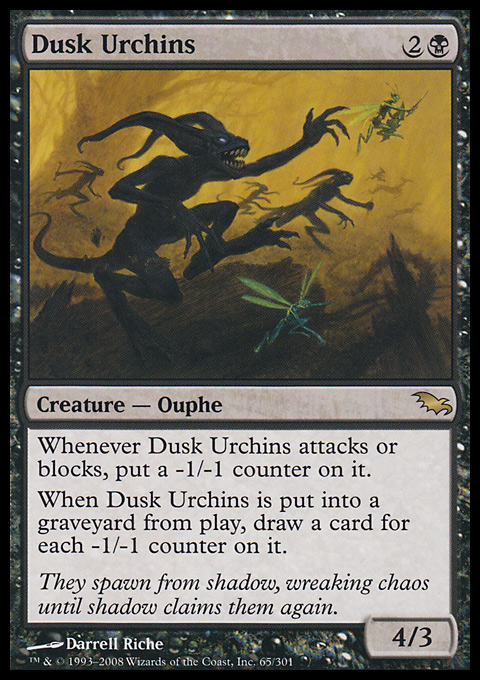 Dusk Urchins 2
Creature — Ouphe
Whenever Dusk Urchins attacks or
blocks, put a -1/-1 counter on it.
When Dusk Urchins is put into a
graveyard from play, draw a card for
each -1/-1 counter on it.
They spawn from shadow, wreaking chaos
until shadow claims them again.
Darrell Riche
4/3
™ & © 1993–2008 Wizards of the Coast, Inc. 65/301